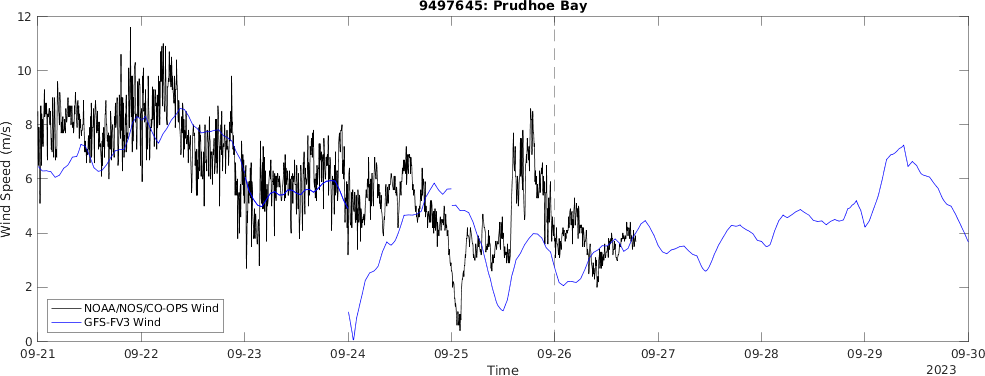 9497645: Prudhoe Bay
12
10
8
6
4
2
0
Wind Speed (m/s)
NOAA/NOS/CO-OPS Wind
GFS-FV3 Wind
09-21 09-22 09-23 09-24 09-25 09-26 09-27 09-28 09-29 09-30
Time
2023